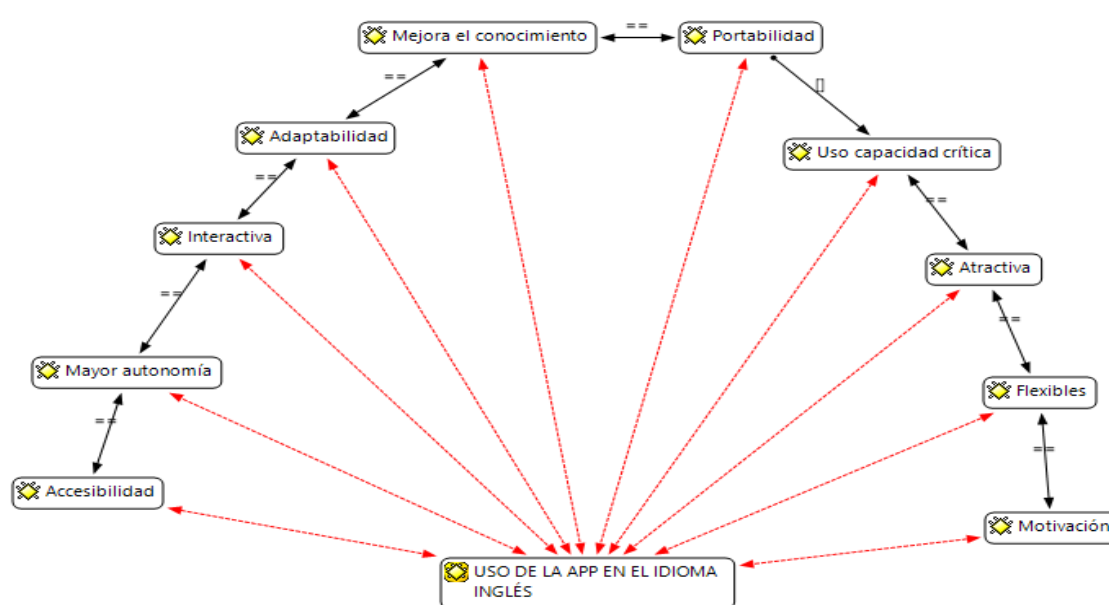 ==
Mejora el conocimiento
Portabilidad
==
[]
Adaptabilidad
Uso capacidad crítica
==
==
Interactiva
Atractiva
==
==
Mayor autonomía
Flexibles
==
==
Accesibilidad
Motivación
USO DE LA APP EN EL IDIOMA
INGLÉS